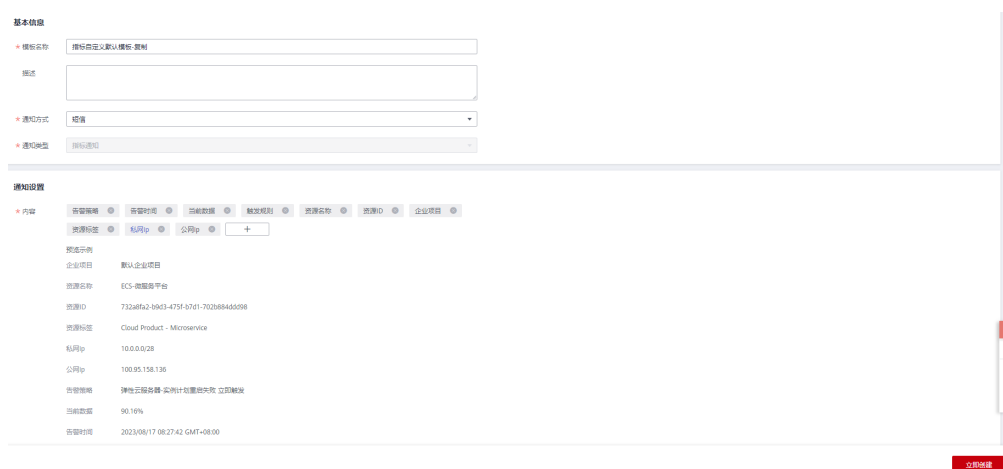 基本信息
* 模板名称 指标自定义默认模板-复制
描述
* 通知方式 短信
* 通知类型 指标通知
通知设置
* 内容 告警策略 告警时间 当前数据 触发规则 资源名称 资源ID 企业项目
资源标签 私网ip 公网ip +
预览示例
企业项目 默认企业项目
资源名称 ECS-微服务平台
资源ID 732a8fa2-b9d3-475f-b7d1-702b884ddd98
资源标签 Cloud Product - Microservice
私网ip 10.0.0.0/28
公网ip 100.95.158.136
告警策略 弹性云服务器-实例计划重启失败 立即触发
当前数据 90.16%
告警时间 2023/08/17 08:27:42 GMT+08:00
立即创建